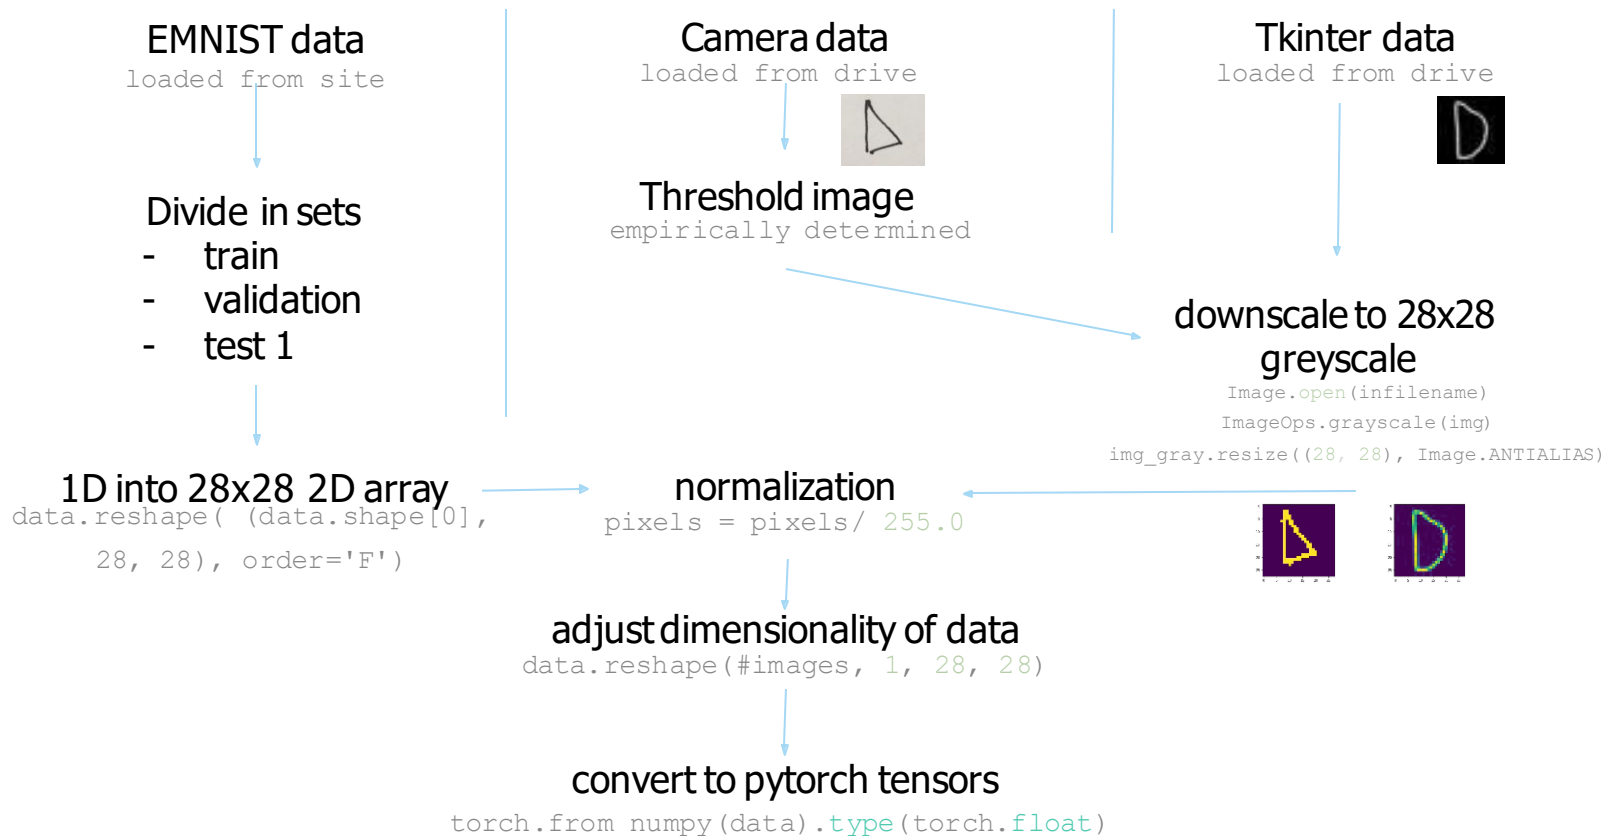 EMNIST data
loaded from site
Divide in sets
- train
- validation
- test 1
1D into 28x28 2D array
data.reshape( (data.shape[0],
28, 28), order='F')
Camera data
loaded from drive
Threshold image
empirically determined
Tkinter data
loaded from drive
downscale to 28x28
greyscale
Image.open(infilename)
ImageOps.grayscale(img)
img_gray.resize((28, 28), Image.ANTIALIAS)
normalization
pixels = pixels/ 255.0
adjust dimensionality of data
data.reshape(#images, 1, 28, 28)
convert to pytorch tensors
torch.from numpy(data).type(torch.float)